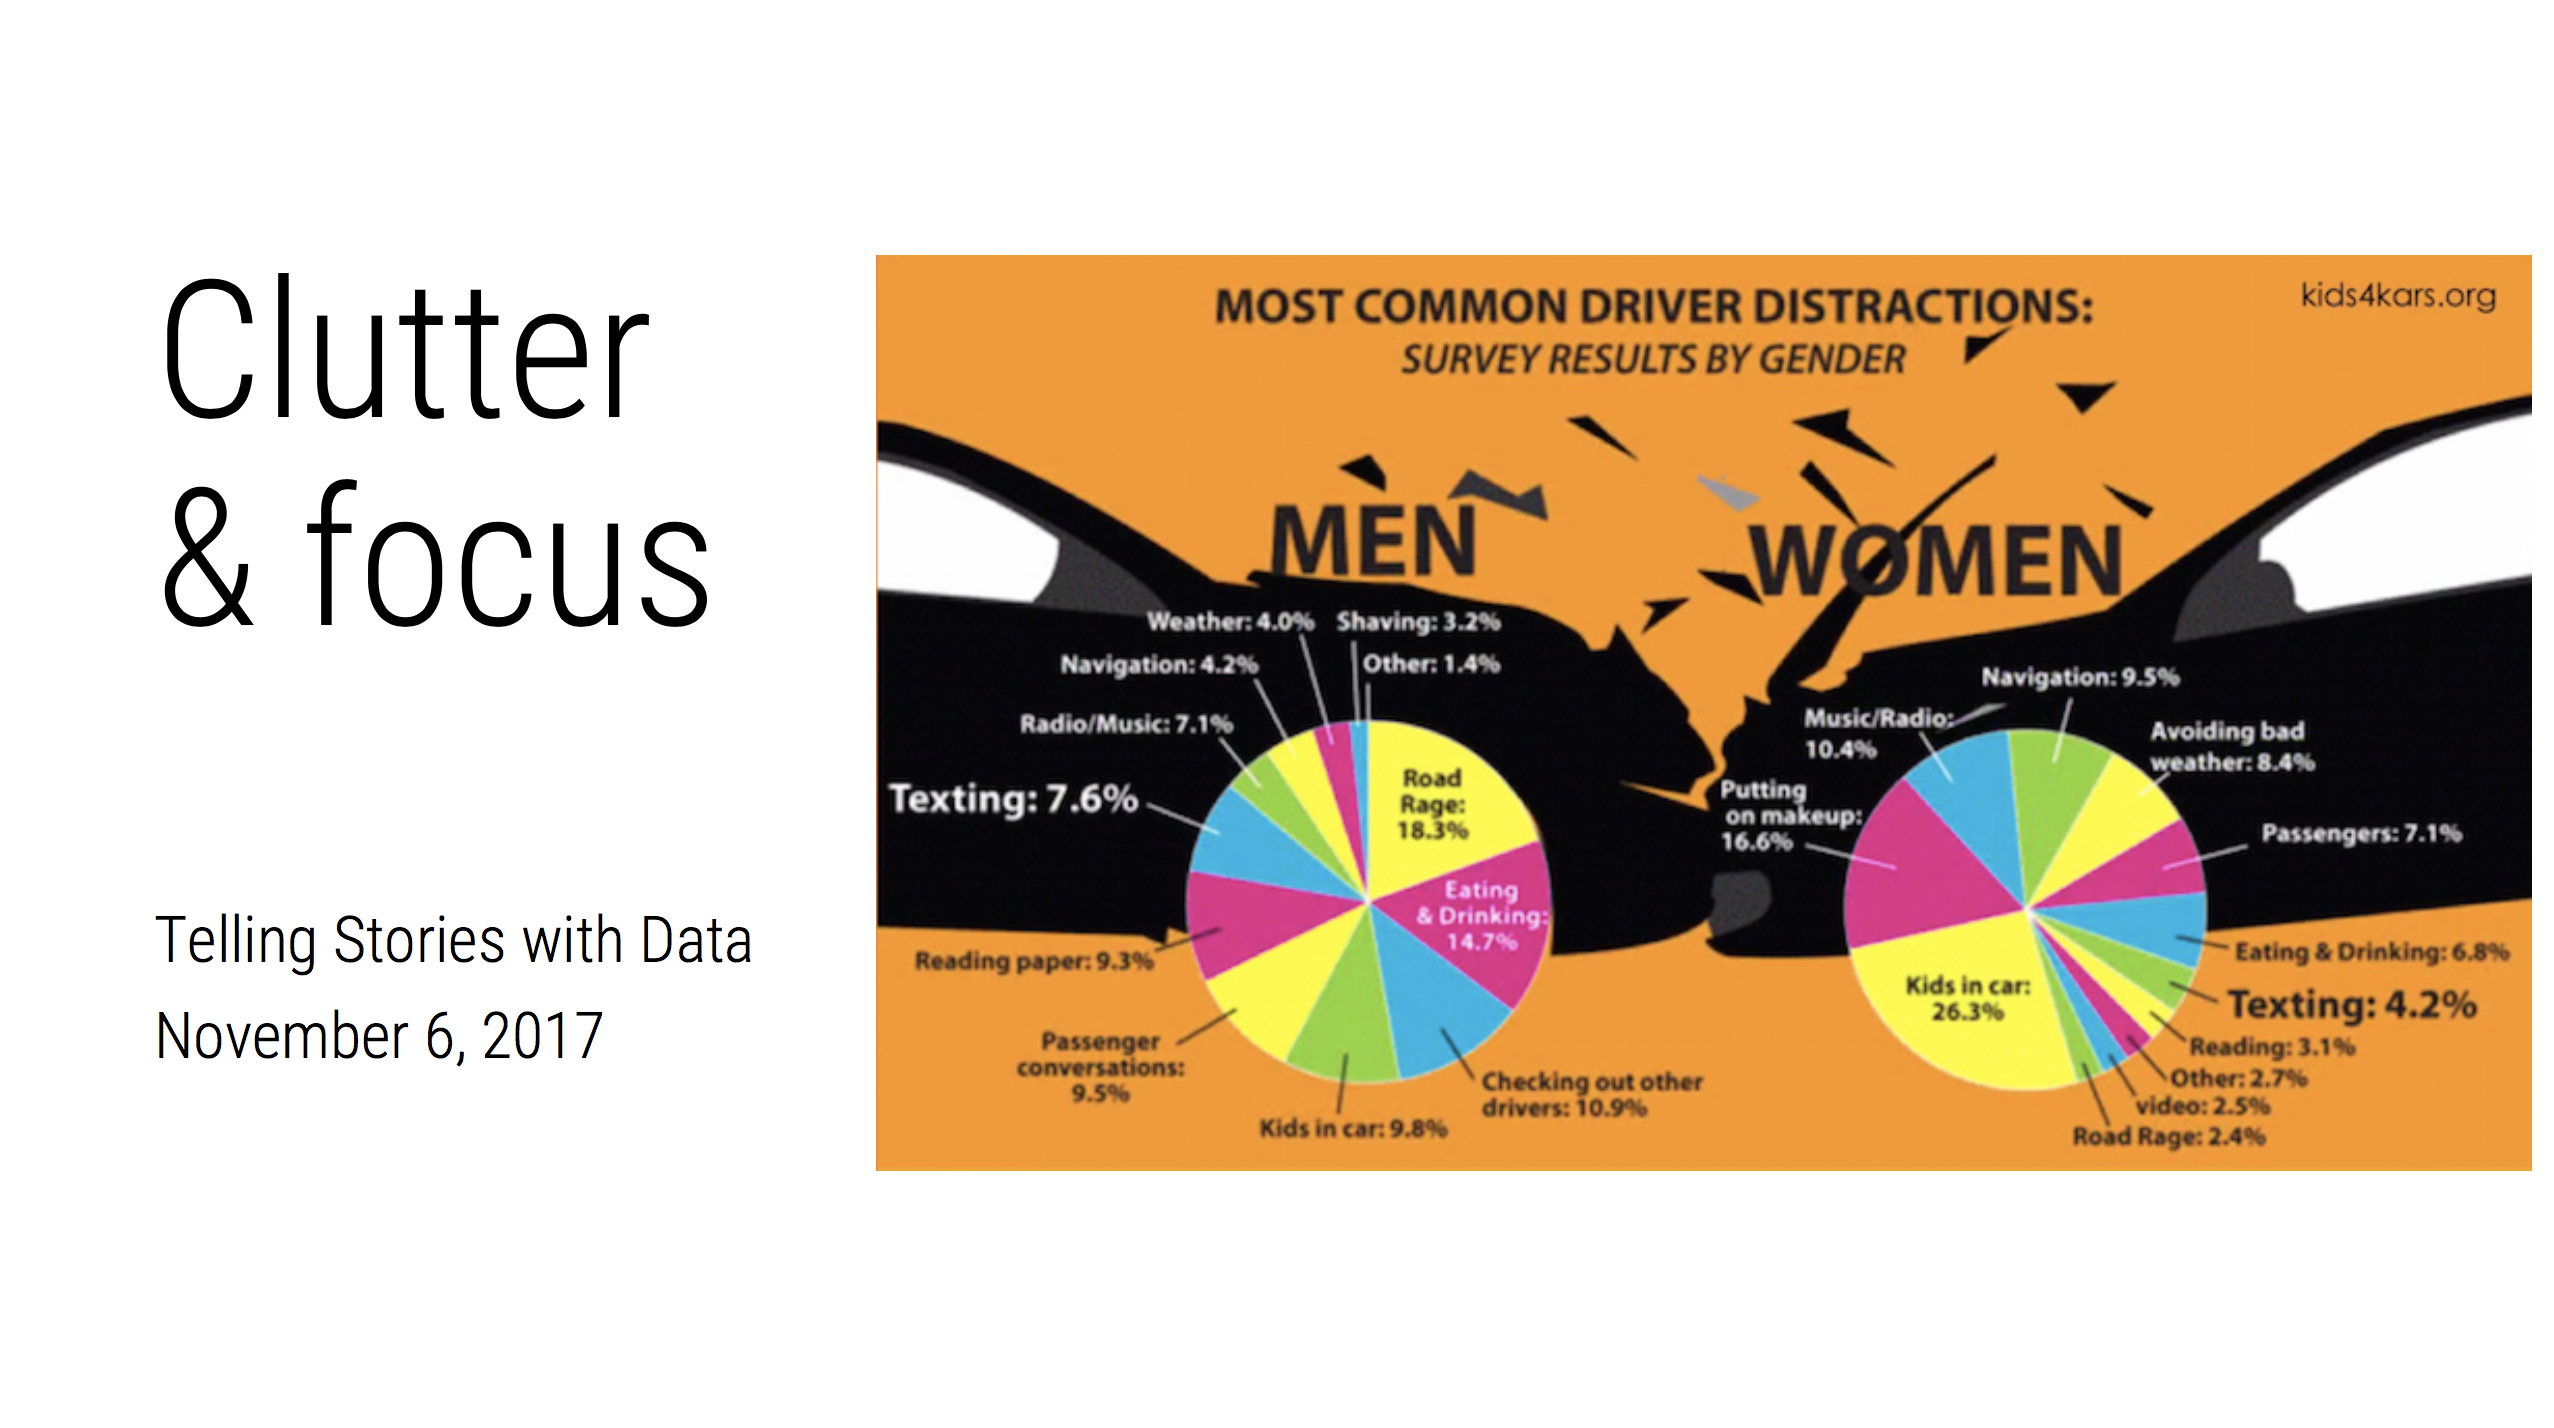 Clutter
& focus
Telling Stories with Data
November 6, 2017
MOST COMMON DRIVER DISTRACTIONS:
SURVEY RESULTS BY GENDER
kids4kars.org
MEN
Weather: 4.0%
Shaving: 3.2%
Navigation: 4.2%
Other: 1.4%
Radio/Music: 7.1%
Texting: 7.6%
Road
Rage:
18.3%
Eating
& Drinking:
14.7%
Reading paper: 9.3%
Passenger
conversations:
9.5%
Kids in car: 9.8%
Checking out other
drivers: 10.9%
WOMEN
Navigation: 9.5%
Music/Radio:
10.4%
Avoiding bad
weather: 8.4%
Putting
on makeup:
16.6%
Passengers: 7.1%
Eating & Drinking: 6.8%
Kids in car:
26.3%
Texting: 4.2%
Reading: 3.1%
Other: 2.7%
video: 2.5%
Road Rage: 2.4%